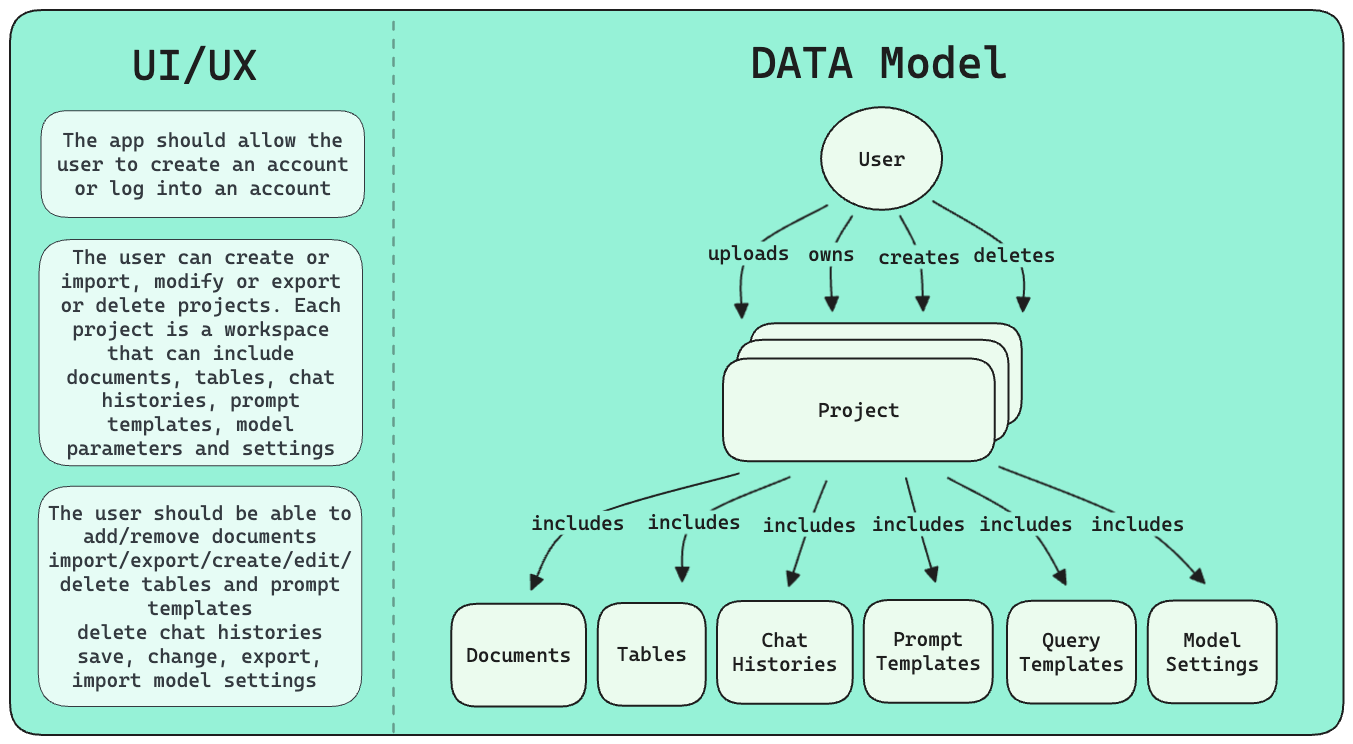 UI/UX
The app should allow the
user to create an account
or log into an account
The user can create or
import, modify or export
or delete projects. Each
project is a workspace
that can include
documents, tables, chat
histories, prompt
templates, model
parameters and settings
The user should be able to
add/remove documents
import/export/create/edit/
delete tables and prompt
templates
delete chat histories
save, change, export,
import model settings
DATA Model
User
uploads owns creates deletes
Project
includes includes includes includes includes includes
Documents
Tables
Chat
Histories
Prompt
Templates
Query
Templates
Model
Settings